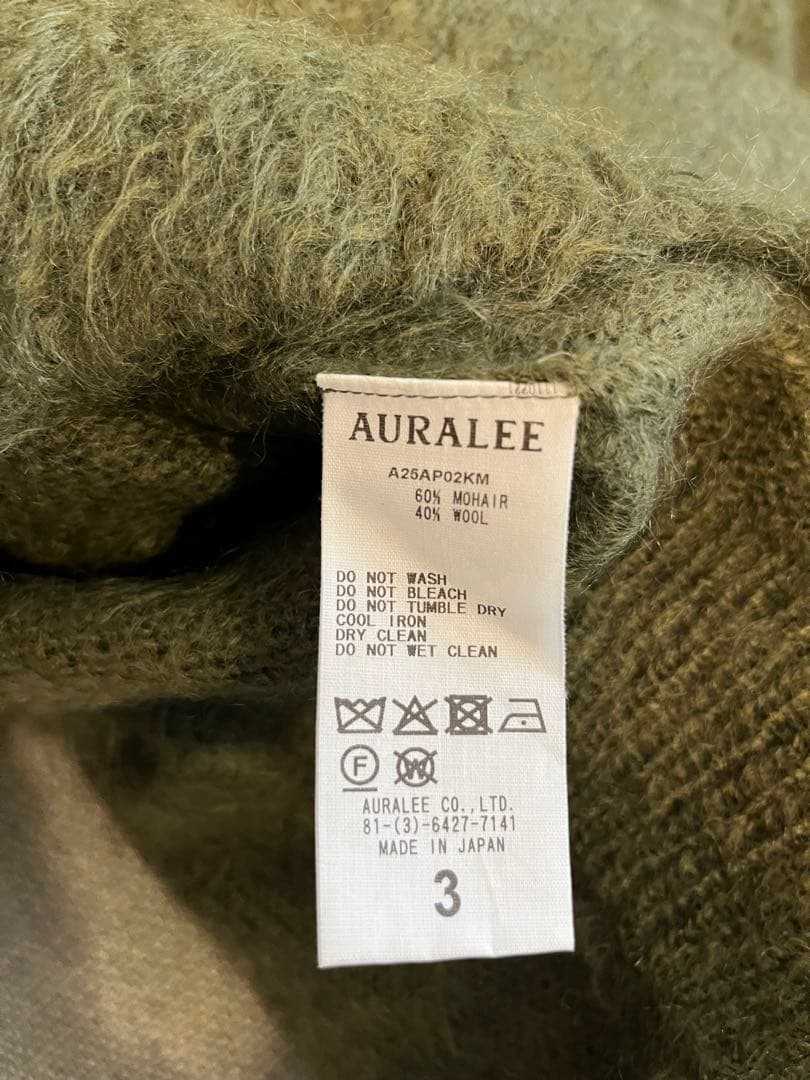 AURALEE
A25AP02KM
60% MOHAIR
40% WOOL
DO NOT WASH
DO NOT BLEACH
DO NOT TUMBLE DRY
COOL IRON
DRY CLEAN
DO NOT WET CLEAN
F W
AURALEE CO.,LTD.
81-(3)-6427-7141
MADE IN JAPAN
3